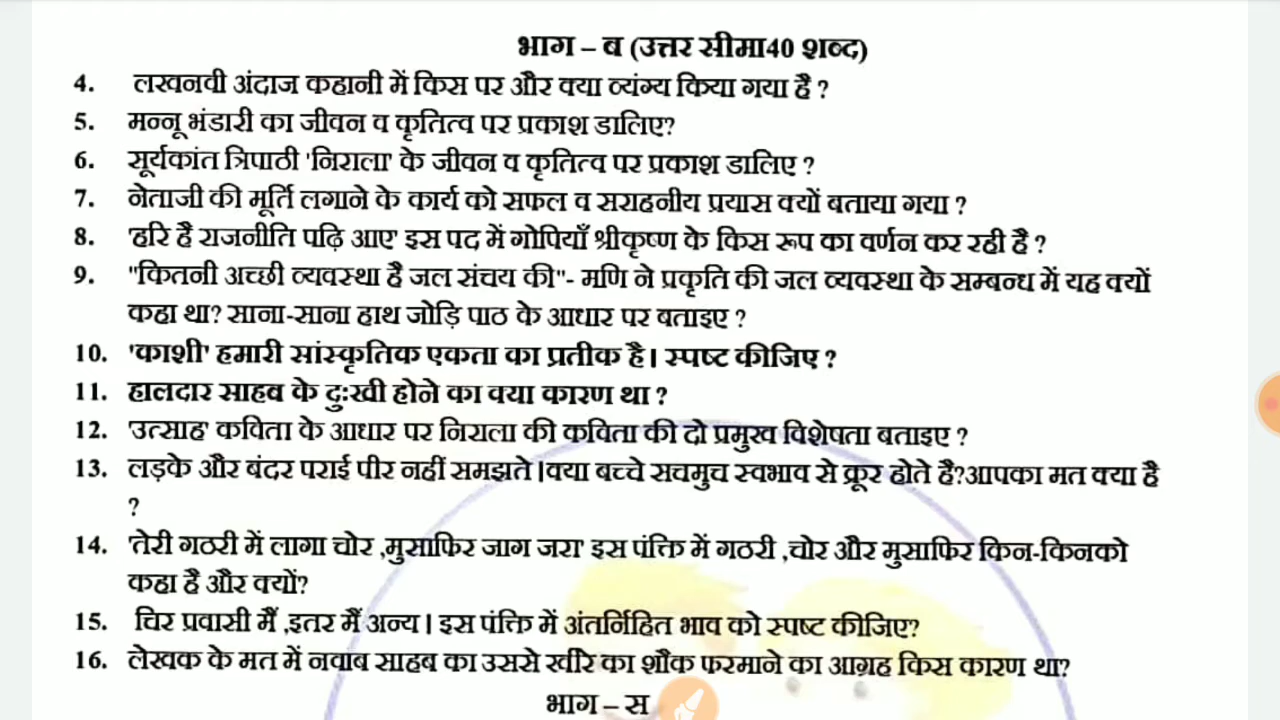 भाग – ब (उत्तर सीमा40 शब्द)
4. लखनवी अंदाज कहानी में किस पर और क्या व्यंग्य किया गया है ?
5. मन्नू भंडारी का जीवन व कृतित्व पर प्रकाश डालिए?
6. सूर्यकांत त्रिपाठी 'निराला' के जीवन व कृतित्व पर प्रकाश डालिए ?
7. नेताजी की मूर्ति लगाने के कार्य को सफल व सराहनीय प्रयास क्यों बताया गया ?
8. 'हरि है राजनीति पढ़ि आए' इस पद में गोपियाँ श्रीकृष्ण के किस रूप का वर्णन कर रही है ?
9. "कितनी अच्छी व्यवस्था है जल संचय की"- मणि ने प्रकृति की जल व्यवस्था के सम्बन्ध में यह क्यों
कहा था? साना-साना हाथ जोड़ि पाठ के आधार पर बताइए ?
10. 'काशी' हमारी सांस्कृतिक एकता का प्रतीक है। स्पष्ट कीजिए ?
11. हालदार साहब के दुःखी होने का क्या कारण था ?
12. 'उत्साह' कविता के आधार पर निराला की कविता की दो प्रमुख विशेषता बताइए ?
13. लड़के और बंदर पराई पीर नहीं समझते।क्या बच्चे सचमुच स्वभाव से क्रूर होते है?आपका मत क्या है
?
14. 'तेरी गठरी में लागा चोर ,मुसाफिर जाग जरा' इस पंक्ति में गठरी ,चोर और मुसाफिर किन-किनको
कहा है और क्यों?
15. चिर प्रवासी मैं ,इतर मैं अन्य। इस पंक्ति में अंतर्निहित भाव को स्पष्ट कीजिए?
16. लेखक के मत में नवाब साहब का उससे खीरे का शौक फरमाने का आग्रह किस कारण था?
भाग – स